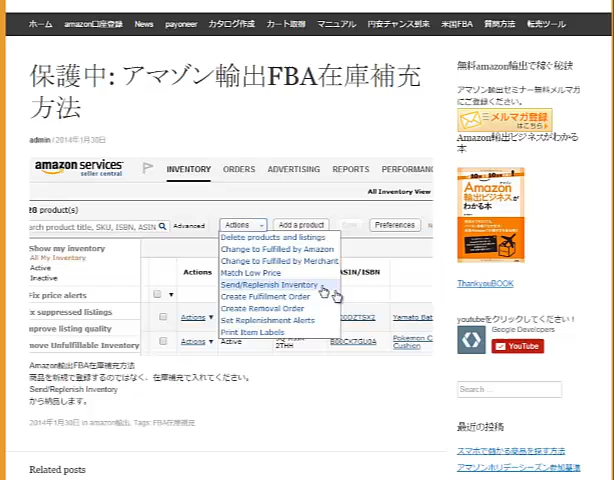 ホーム amazon口座登録 News payoneer カタログ作成 カート取得 マニュアル 円安チャンス到来 米国FBA 質問方法 転売ツール
保護中: アマゾン輸出FBA在庫補充
方法
admin / 2014年1月30日
amazon services
seller central
INVENTORY ORDERS ADVERTISING REPORTS PERFORMANC
All Inventory View
product(s)
rch product title, SKU, ISBN, ASIN Advanced Actions Add a product Save Preferences
Show my inventory
All My Inventory
Active
Inactive
Fix price alerts
x suppressed listings
mprove listing quality
move Unfulfillable Inventory
Actions
Delete products and listings
Change to Fulfilled by Amazon
Change to Fulfilled by Merchant
Match Low Price
Send/Replenish Inventory
Create Fulfillment Order
Create Removal Order
Set Replenishment Alerts
Print Item Labels
ASIN/ISBN
Actions
Yamato Bat
Actions Active 2THH B00CK7GU0A Pokemon C
Cushion
Amazon輸出FBA在庫補充方法
商品を新規で登録するのではなく、在庫補充で入れてください。
Send/Replenish Inventory
から納品します。
2014年1月30日 in amazon輸出. Tags: FBA在庫補充
Related posts
無料amazon輸出で稼ぐ秘訣
アマゾン輸出セミナー無料メルマガ
にご登録ください。
メルマガ登録
はこちら
Amazon輸出ビジネスがわかる
本
Amazon
輸出ビジネスが
わかる本
ThankyouBOOK
youtubeをクリックしてください!
Google Developers
YouTube
Search ...
最近の投稿
スマホで儲かる商品を探す方法
アマゾンホリデーシーズン参加基準